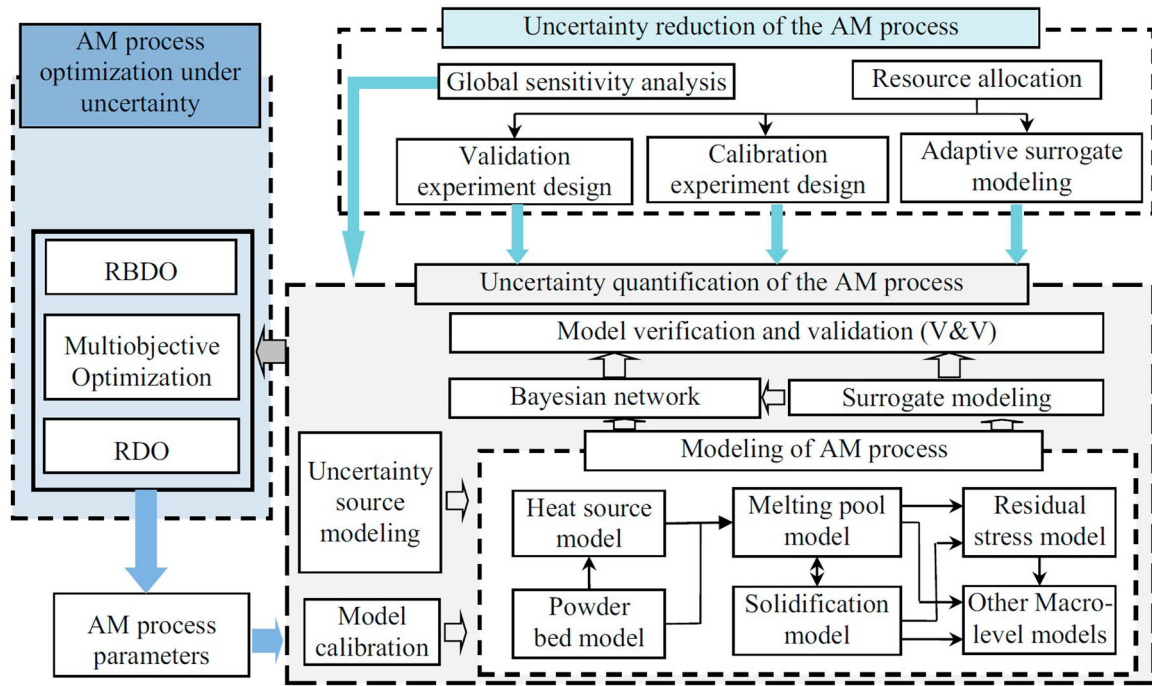 AM process
optimization under
uncertainty
RBDO
Multiobjective
Optimization
RDO
AM process
parameters
Uncertainty reduction of the AM process
Global sensitivity analysis
Resource allocation
Validation
experiment design
Calibration
experiment design
Adaptive surrogate
modeling
Uncertainty quantification of the AM process
Model verification and validation (V&V)
Bayesian network
Surrogate modeling
Modeling of AM process
Uncertainty
source
modeling
Model
calibration
Heat source
model
Melting pool
model
Residual
stress model
Powder
bed model
Solidification
model
Other Macro-
level models